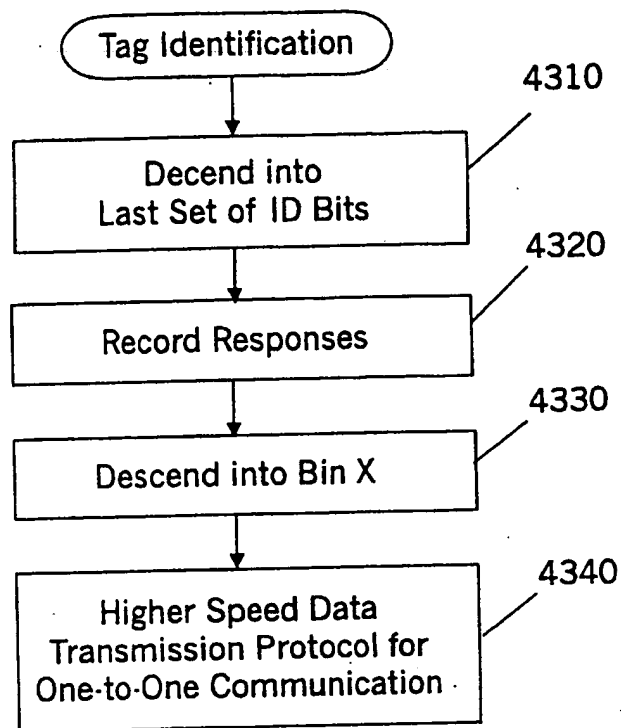 Tag Identification
4310
Decend into
Last Set of ID Bits
4320
Record Responses
4330
Descend into Bin X
4340
Higher Speed Data
Transmission Protocol for
One-to-One Communication